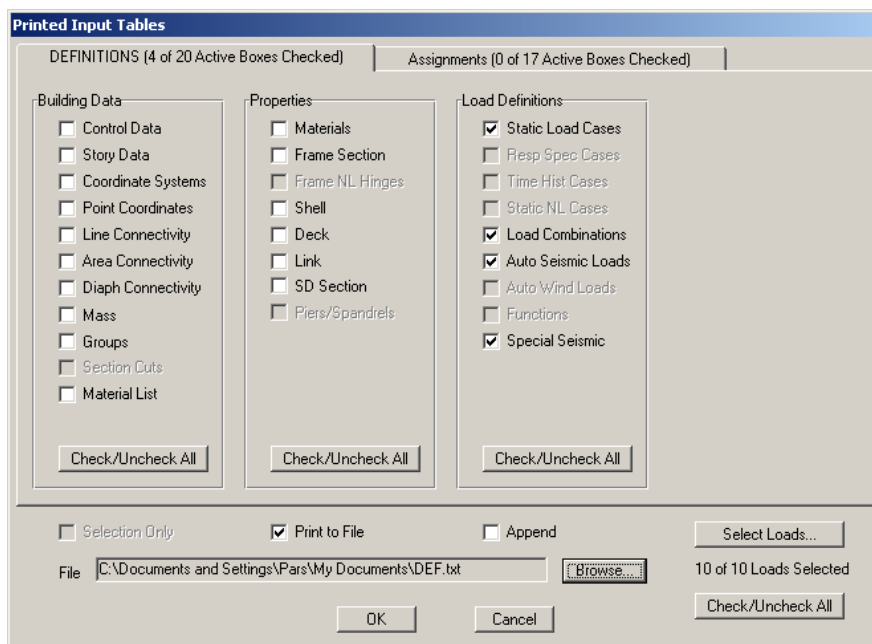 Printed Input Tables
DEFINITIONS (4 of 20 Active Boxes Checked)
Assignments (0 of 17 Active Boxes Checked)
Building Data
Control Data
Story Data
Coordinate Systems
Point Coordinates
Line Connectivity
Area Connectivity
Diaph Connectivity
Mass
Groups
Section Cuts
Material List
Check/Uncheck All
Properties
Materials
Frame Section
Frame NL Hinges
Shell
Deck
Link
SD Section
Piers/Spandrels
Check/Uncheck All
Load Definitions
Static Load Cases
Resp Spec Cases
Time Hist Cases
Static NL Cases
Load Combinations
Auto Seismic Loads
Auto Wind Loads
Functions
Special Seismic
Check/Uncheck All
Selection Only
Print to File
Append
Select Loads...
File C:\Documents and Settings\Pars\My Documents\DEF.txt
Browse...
10 of 10 Loads Selected
Check/Uncheck All
OK
Cancel